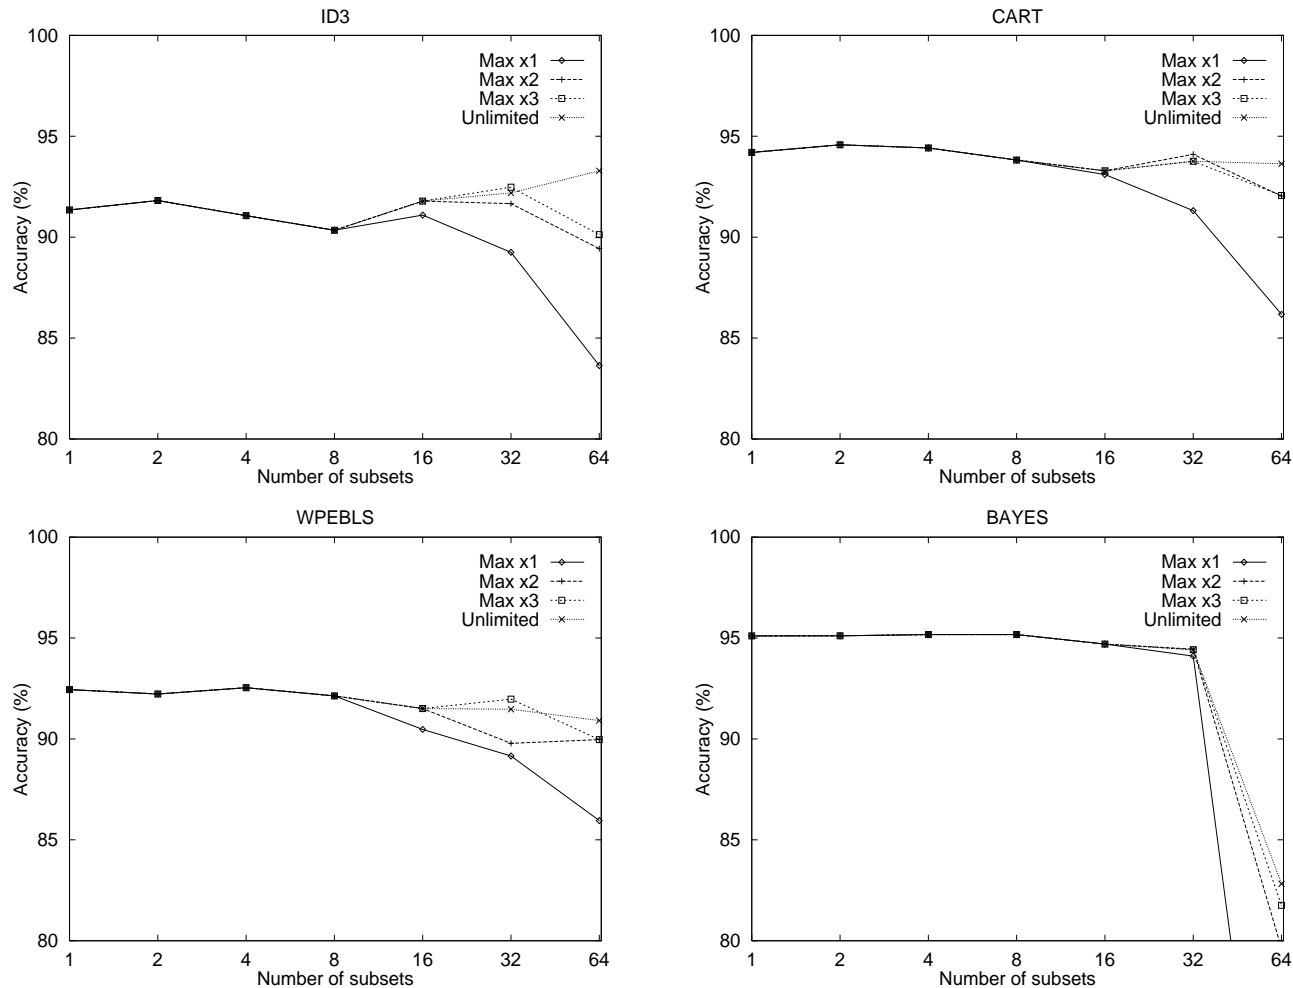 ID3
100
95
90
85
80
Accuracy (%)
Max x1
Max x2
Max x3
Unlimited
1 2 4 8 16 32 64
Number of subsets
CART
100
95
90
85
80
Accuracy (%)
Max x1
Max x2
Max x3
Unlimited
1 2 4 8 16 32 64
Number of subsets
WPEBLS
100
95
90
85
80
Accuracy (%)
Max x1
Max x2
Max x3
Unlimited
1 2 4 8 16 32 64
Number of subsets
BAYES
100
95
90
85
80
Accuracy (%)
Max x1
Max x2
Max x3
Unlimited
1 2 4 8 16 32 64
Number of subsets